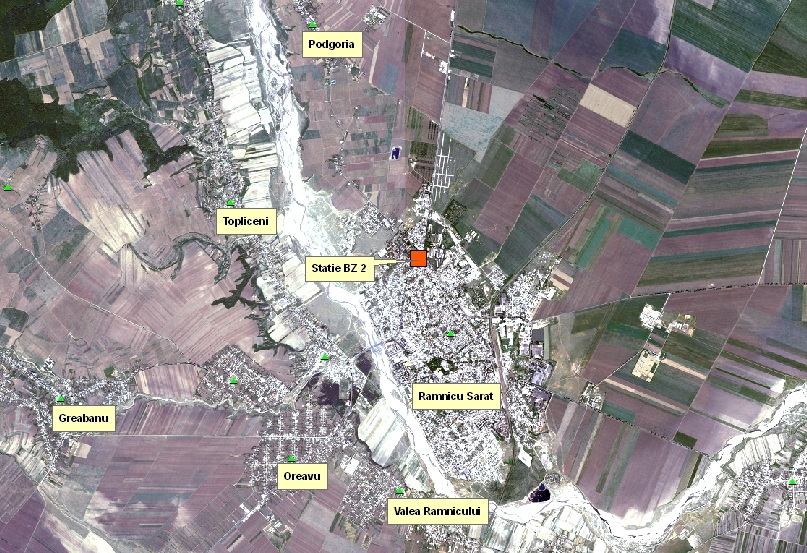 Podgoria
Topliceni
Statie BZ 2
Ramnicu Sarat
Greabanu
Oreavu
Valea Ramnicului